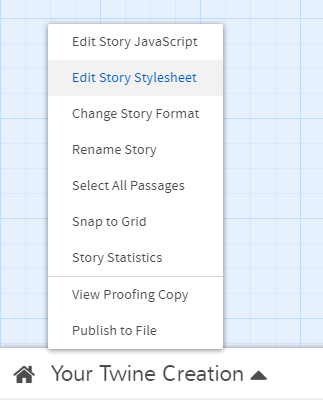 Edit Story JavaScript
Edit Story Stylesheet
Change Story Format
Rename Story
Select All Passages
Snap to Grid
Story Statistics
View Proofing Copy
Publish to File
Your Twine Creation